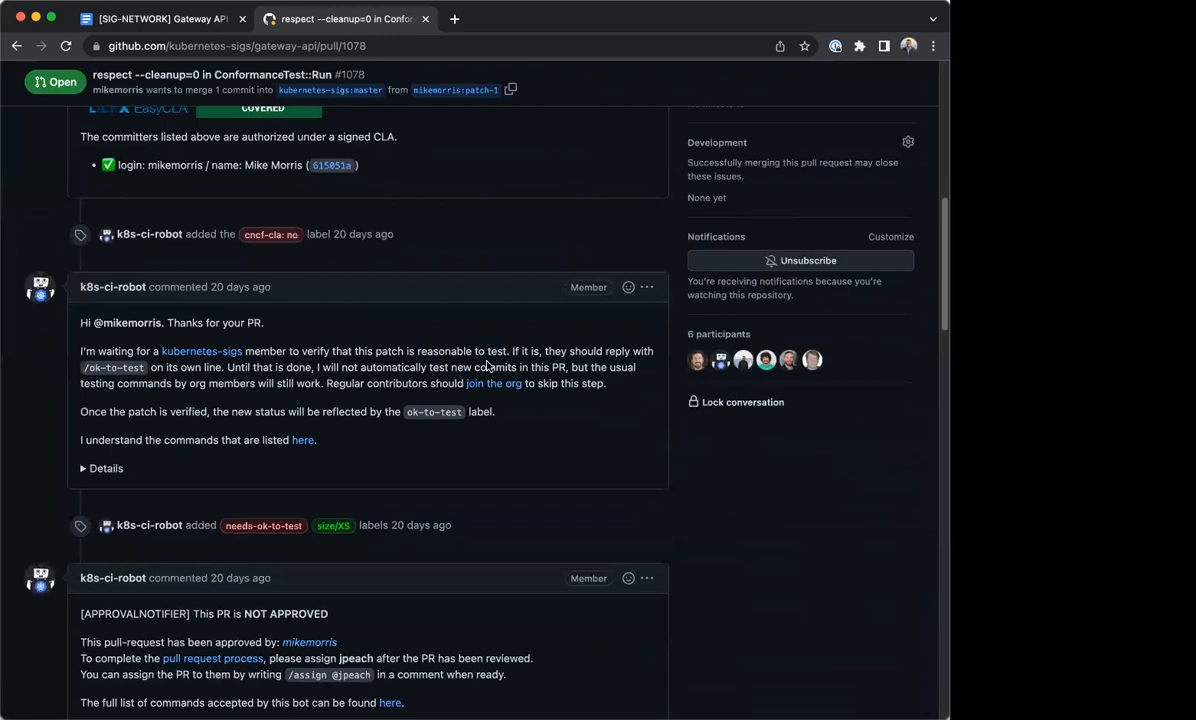 [SIG-NETWORK] Gateway API
respect --cleanup=0 in Confor
github.com/kubernetes-sigs/gateway-api/pull/1078
Open
respect --cleanup=0 in ConformanceTest::Run #1078
mikemorris wants to merge 1 commit into kubernetes-sigs:master from mikemorris:patch-1
EasyCLA COVERED
The committers listed above are authorized under a signed CLA.
• ✅ login: mikemorris / name: Mike Morris ( 615051a )
k8s-ci-robot added the cncf-cla: no label 20 days ago
k8s-ci-robot commented 20 days ago
Member
Hi @mikemorris. Thanks for your PR.
I'm waiting for a kubernetes-sigs member to verify that this patch is reasonable to test. If it is, they should reply with
/ok-to-test on its own line. Until that is done, I will not automatically test new commits in this PR, but the usual
testing commands by org members will still work. Regular contributors should join the org to skip this step.
Once the patch is verified, the new status will be reflected by the ok-to-test label.
I understand the commands that are listed here.
Details
k8s-ci-robot added needs-ok-to-test size/XS labels 20 days ago
k8s-ci-robot commented 20 days ago
Member
[APPROVALNOTIFIER] This PR is NOT APPROVED
This pull-request has been approved by: mikemorris
To complete the pull request process, please assign jpeach after the PR has been reviewed.
You can assign the PR to them by writing /assign @jpeach in a comment when ready.
The full list of commands accepted by this bot can be found here.
Development
Successfully merging this pull request may close
these issues.
None yet
Notifications
Customize
Unsubscribe
You're receiving notifications because you're
watching this repository.
6 participants
Lock conversation